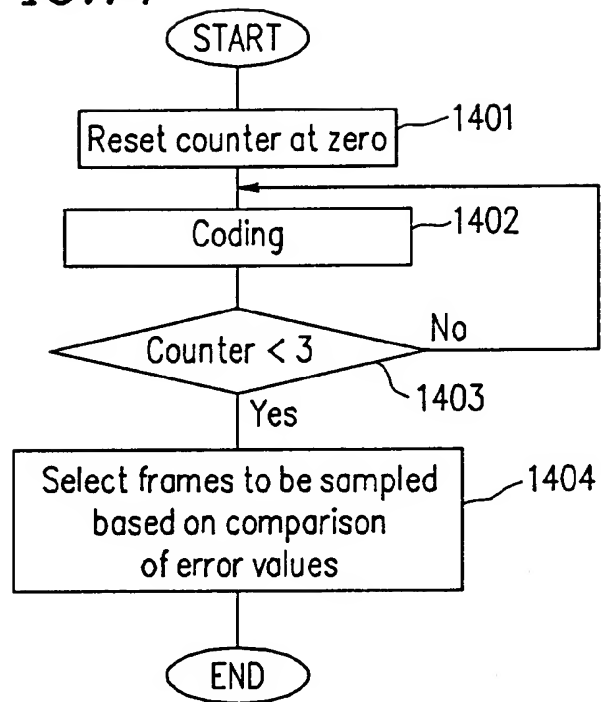 START
Reset counter at zero
1401
Coding
1402
Counter < 3
No
1403
Yes
Select frames to be sampled
based on comparison
of error values
1404
END